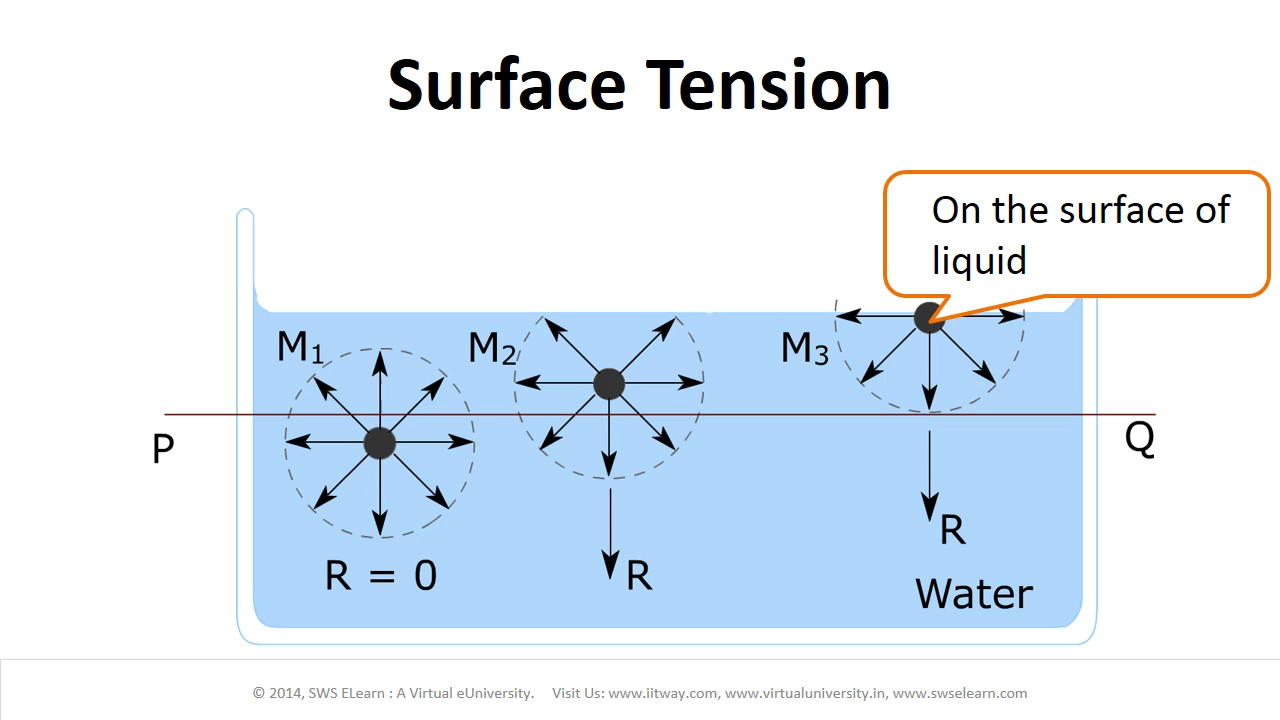 Surface Tension
On the surface of
liquid
M₁
M₂
M₃
P
Q
R = 0
R
R
Water
© 2014, SWS ELearn : A Virtual eUniversity. Visit Us: www.iitway.com, www.virtualuniversity.in, www.swselearn.com